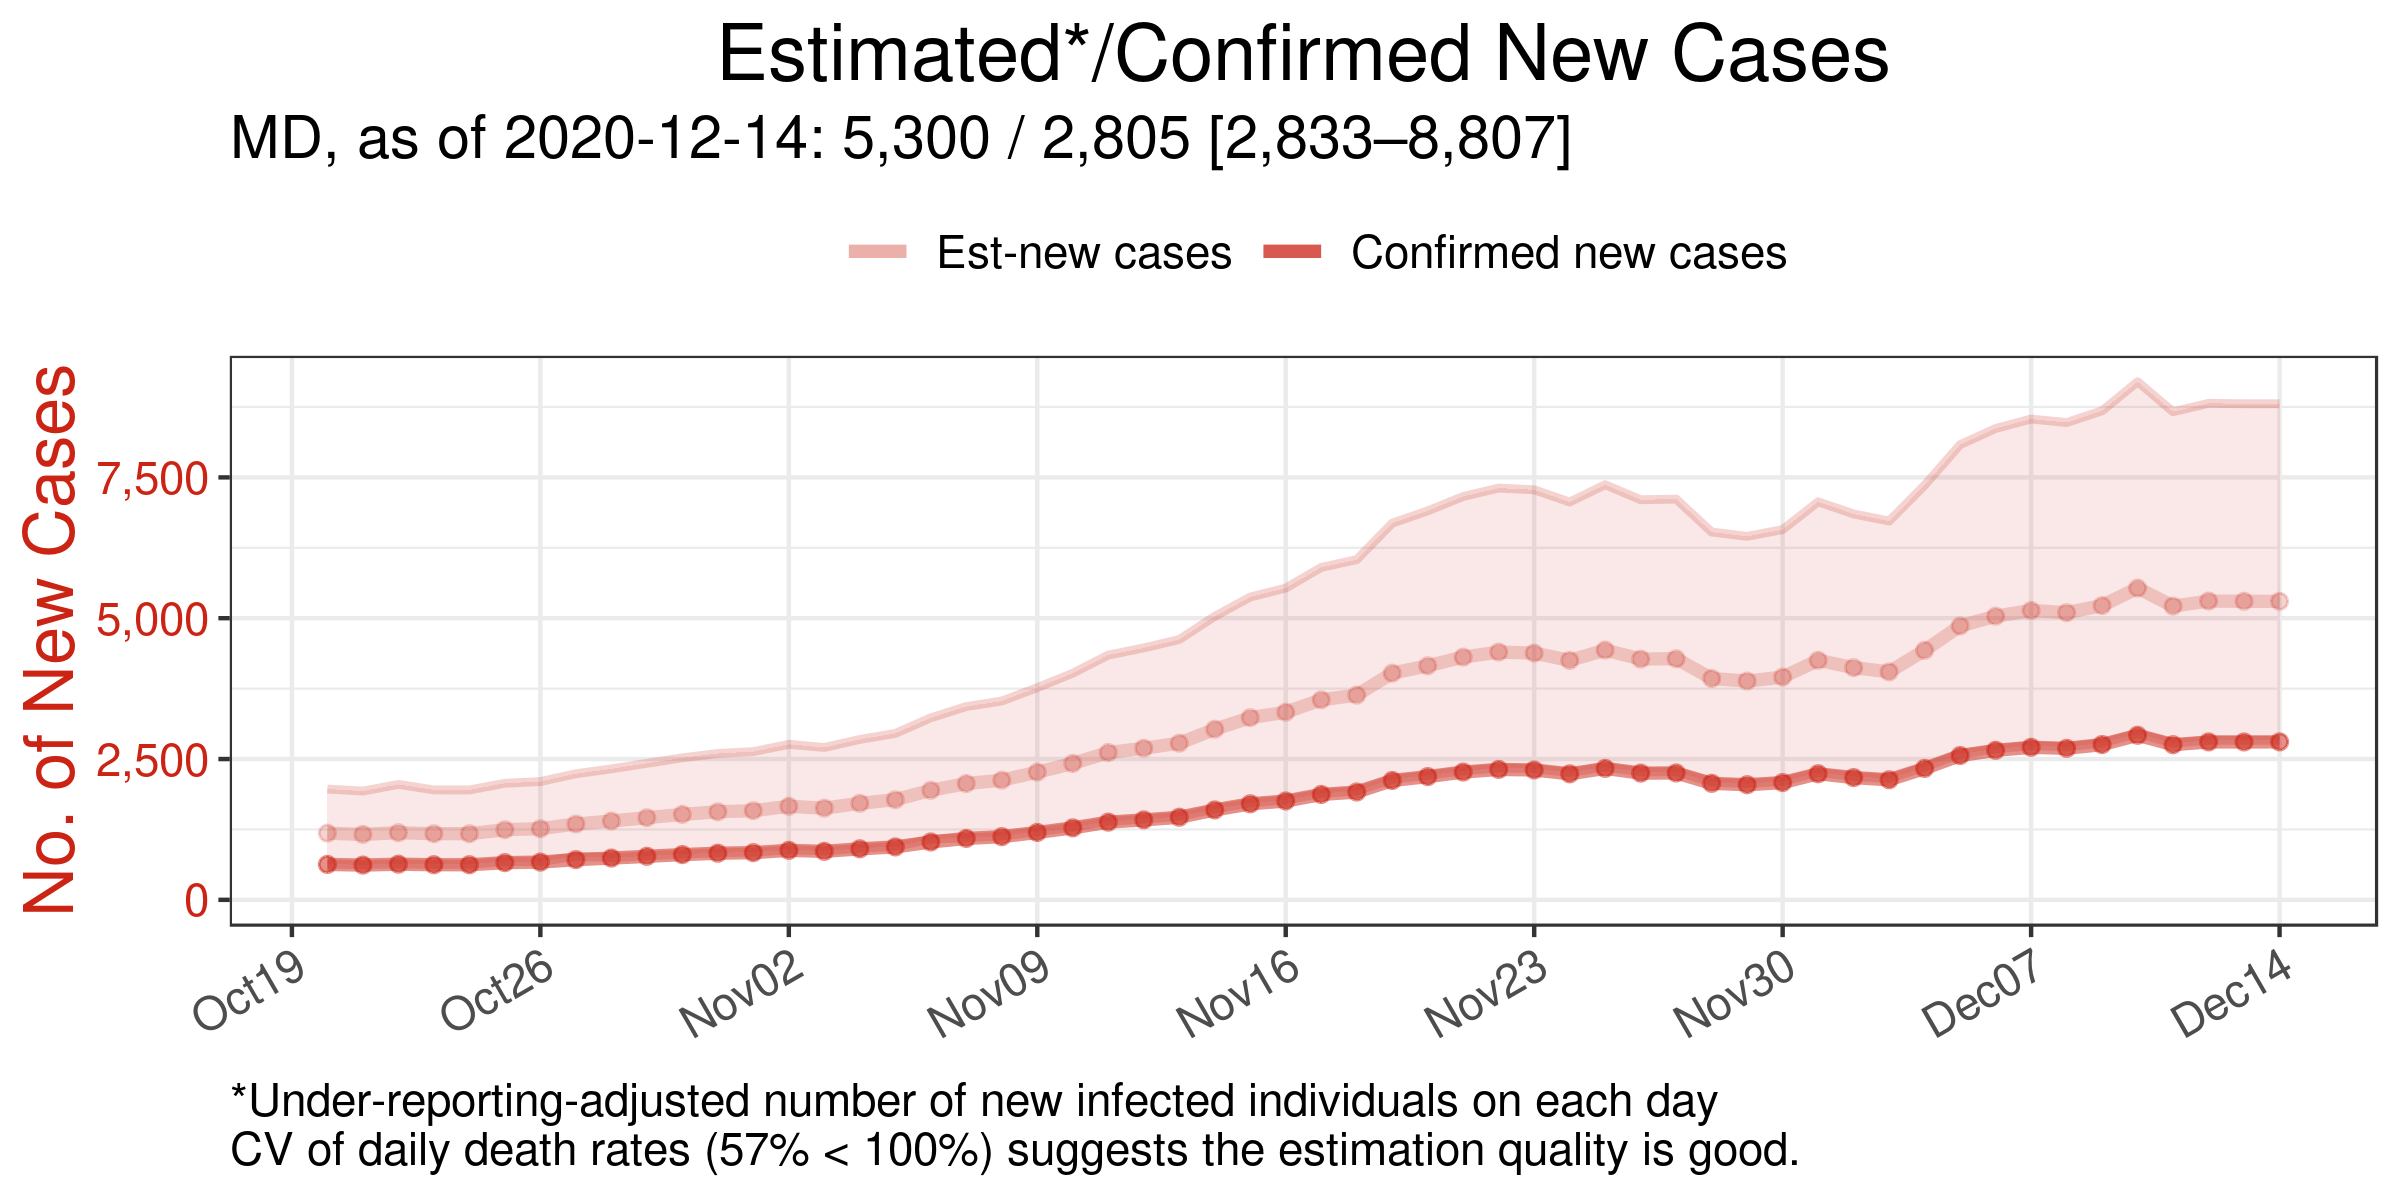 Estimated*/Confirmed New Cases
MD, as of 2020-12-14: 5,300 / 2,805 [2,833–8,807]
Est-new cases
Confirmed new cases
No. of New Cases
7,500
5,000
2,500
0
Oct19
Oct26
Nov02
Nov09
Nov16
Nov23
Nov30
Dec07
Dec14
*Under-reporting-adjusted number of new infected individuals on each day
CV of daily death rates (57% < 100%) suggests the estimation quality is good.